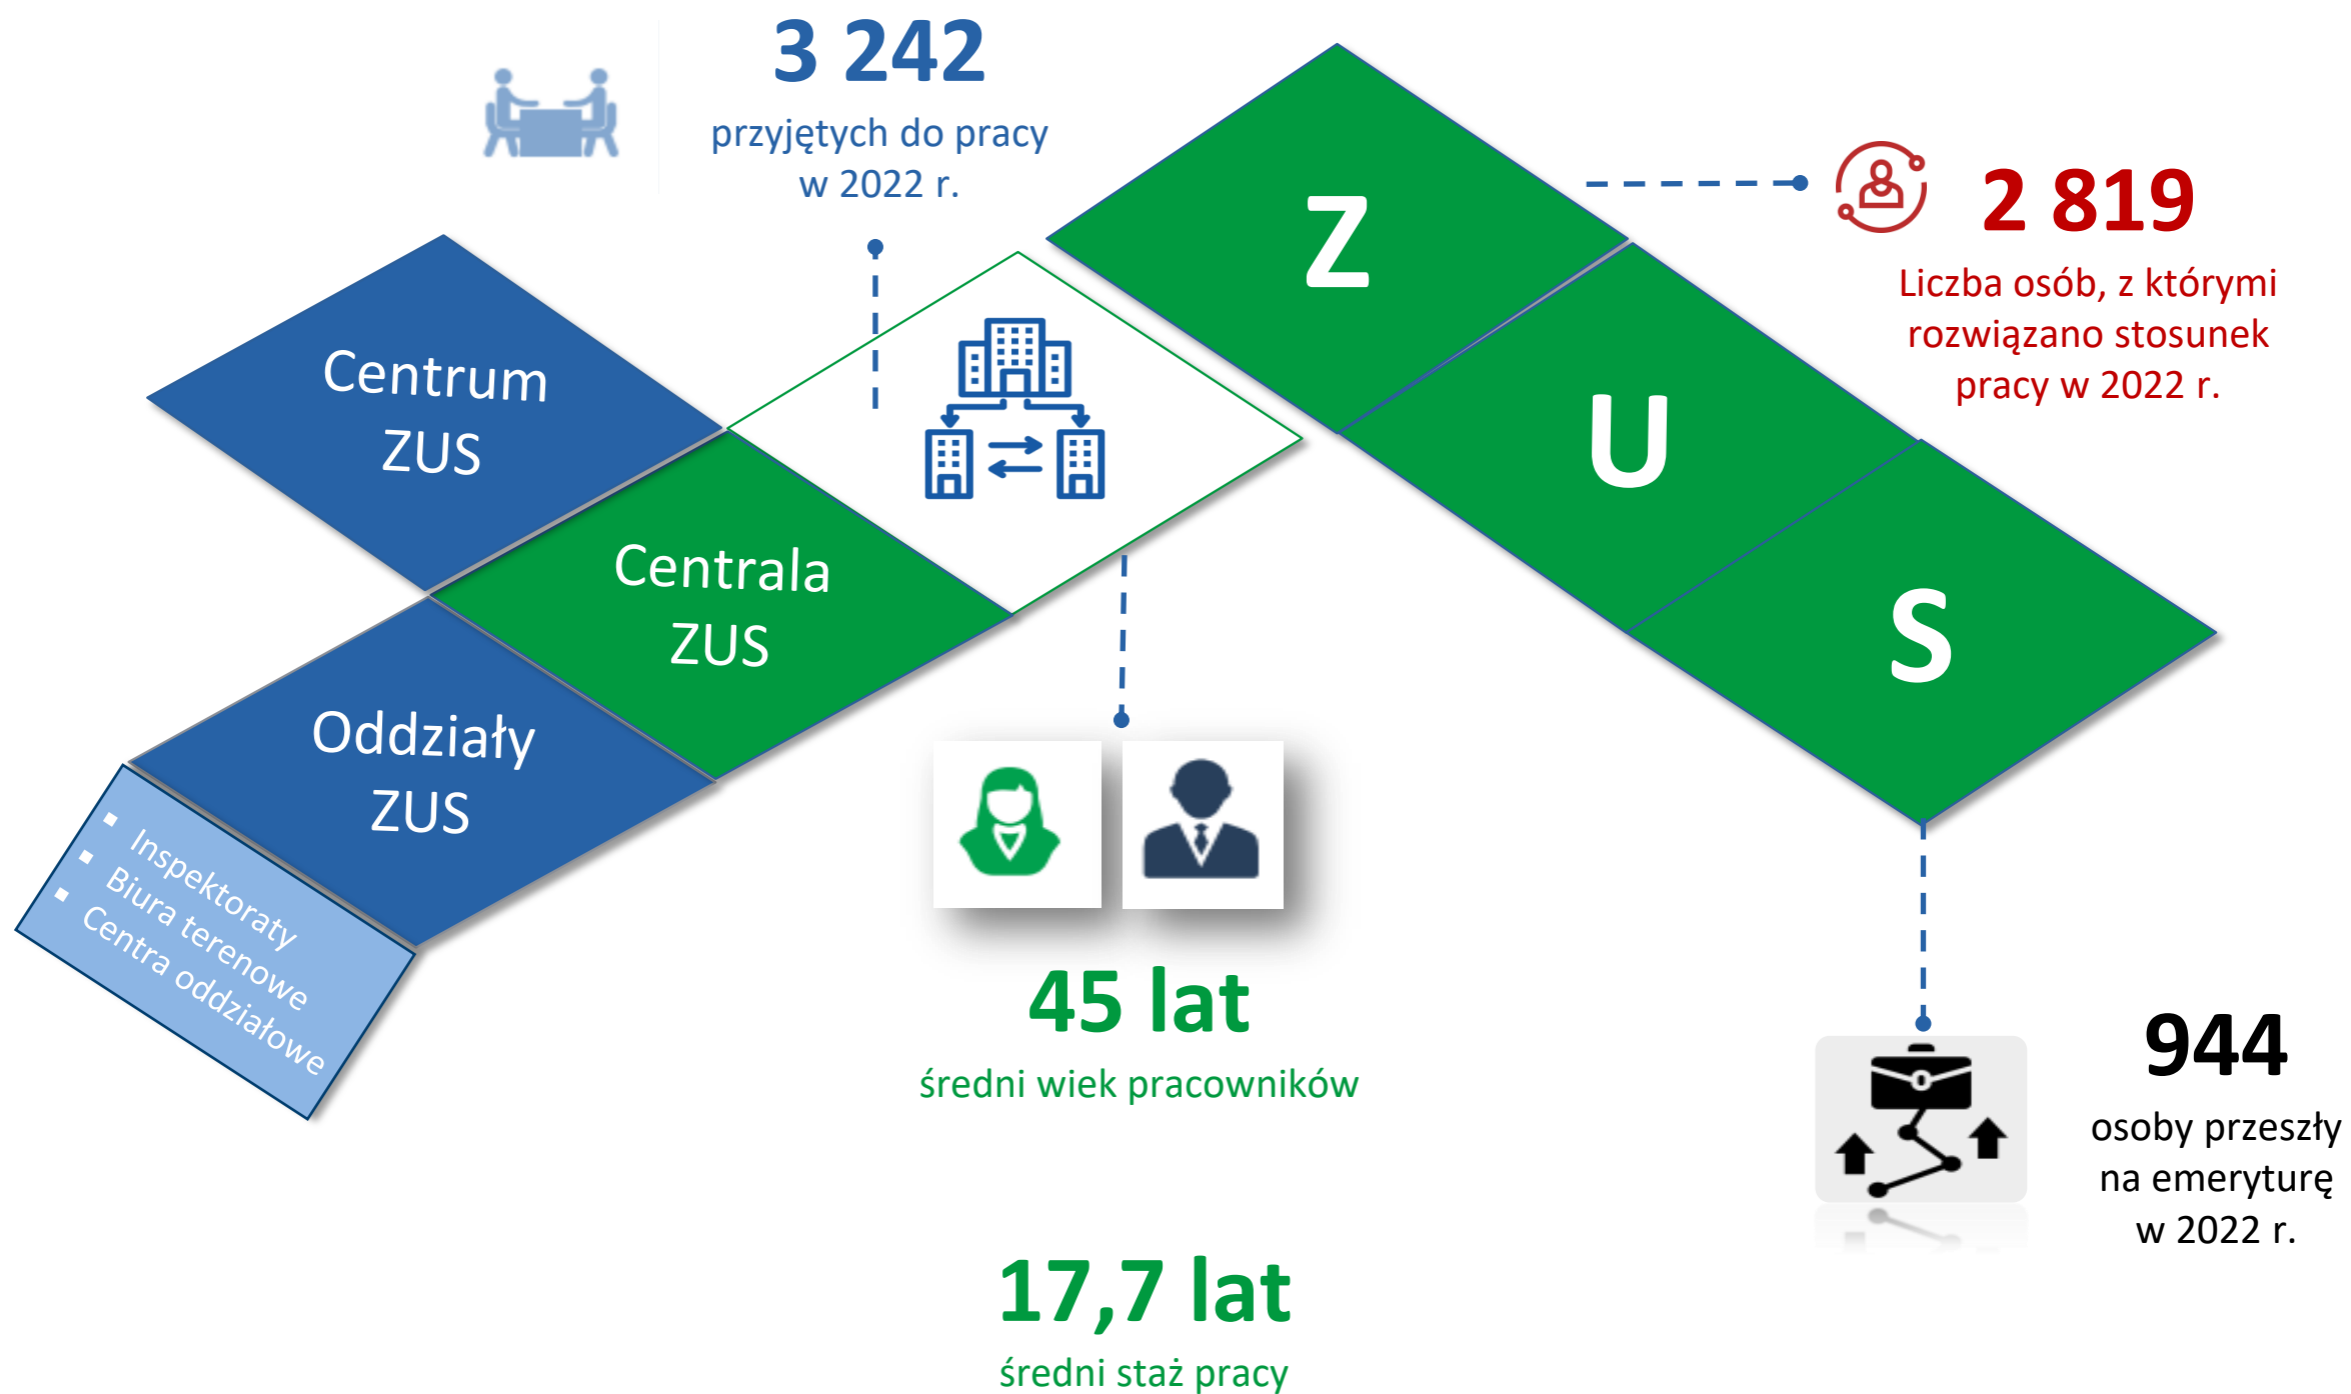 3 242
przyjętych do pracy
w 2022 r.
Z
U
S
2 819
Liczba osób, z którymi
rozwiązano stosunek
pracy w 2022 r.
Centrum
ZUS
Centrala
ZUS
Oddziały
ZUS
▪ Inspektoraty
▪ Biura terenowe
▪ Centra oddziałowe
45 lat
średni wiek pracowników
17,7 lat
średni staż pracy
944
osoby przeszły
na emeryturę
w 2022 r.